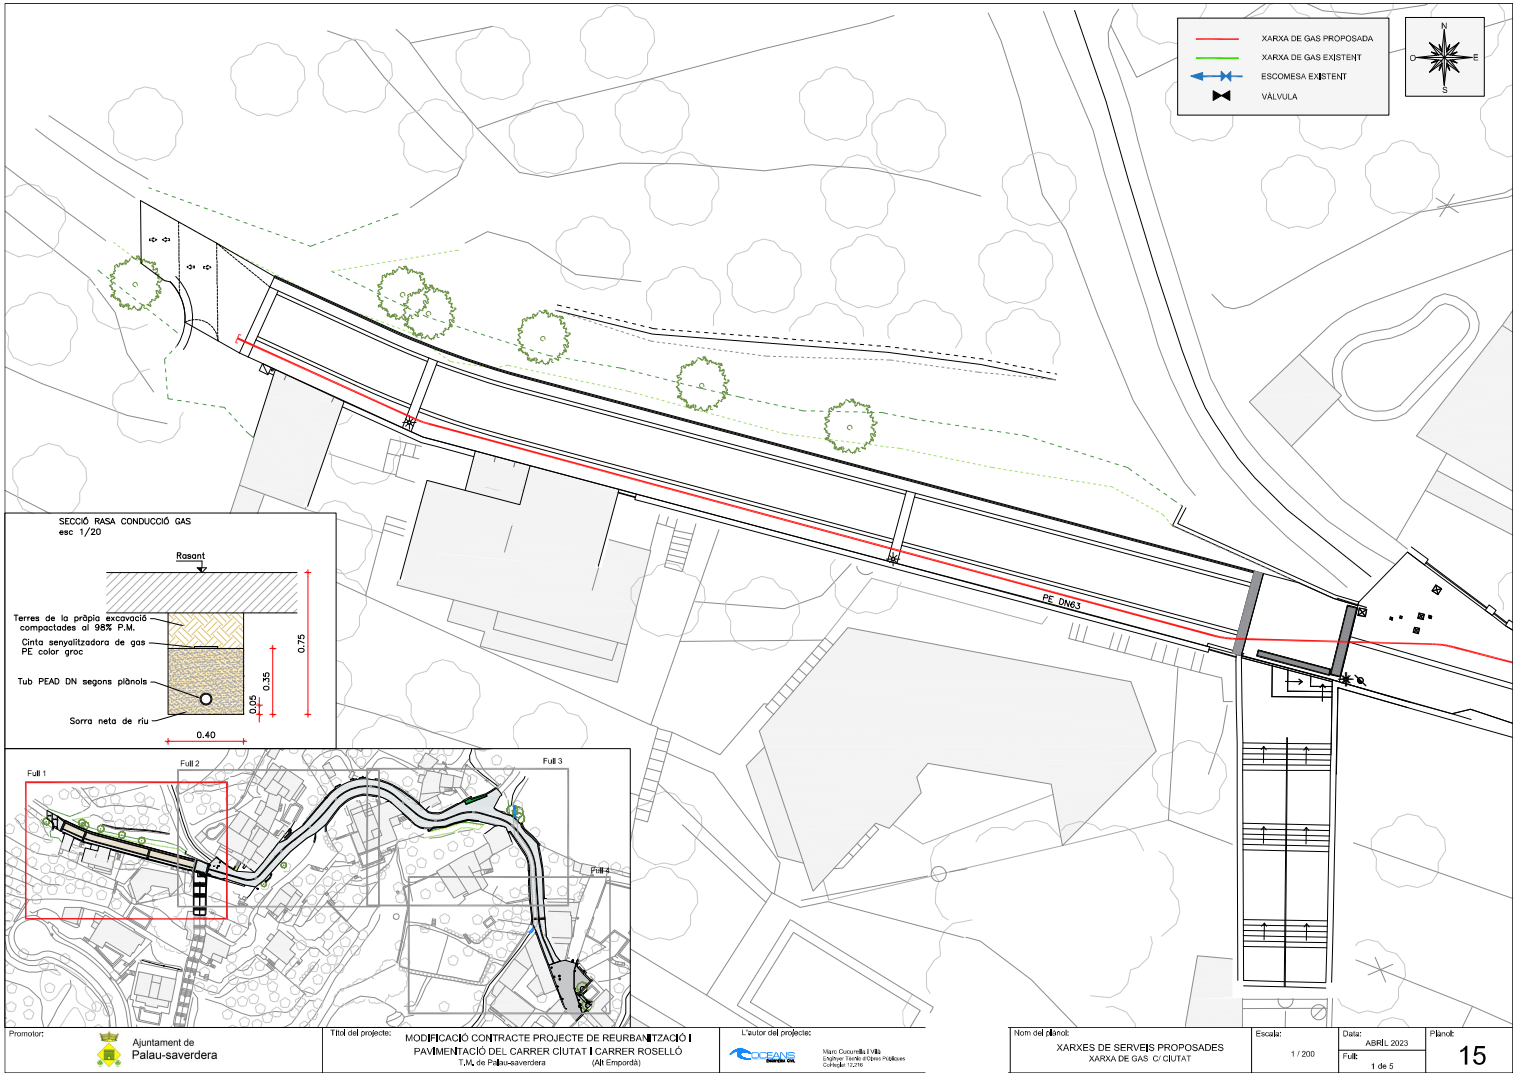 XARXA DE GAS PROPOSADA
XARXA DE GAS EXISTENT
ESCOMESA EXISTENT
VÀLVULA
N
O
E
S
PE DN63
SECCIÓ RASA CONDUCCIÓ GAS
esc 1/20
Rasant
Terres de la pròpia excavació
compactades al 98% P.M.
Cinta senyalitzadora de gas
PE color groc
Tub PEAD DN segons plànols
Sorra neta de riu
0.75
0.35
0.05
0.40
Full 1
Full 2
Full 3
Full 4
Promotor:
Ajuntament de
Palau-saverdera
Títol del projecte:
MODIFICACIÓ CONTRACTE PROJECTE DE REURBANITZACIÓ I
PAVIMENTACIÓ DEL CARRER CIUTAT I CARRER ROSELLÓ
T.M. de Palau-saverdera (Alt Empordà)
L'autor del projecte:
OCEANS
Marc Cucurella i Vilà
Enginyer Tècnic d'Obres Públiques
Col·legiat 12.216
Nom del plànol:
XARXES DE SERVEIS PROPOSADES
XARXA DE GAS C/ CIUTAT
Escala:
1 / 200
Data:
ABRIL 2023
Full:
1 de 5
Plànol:
15